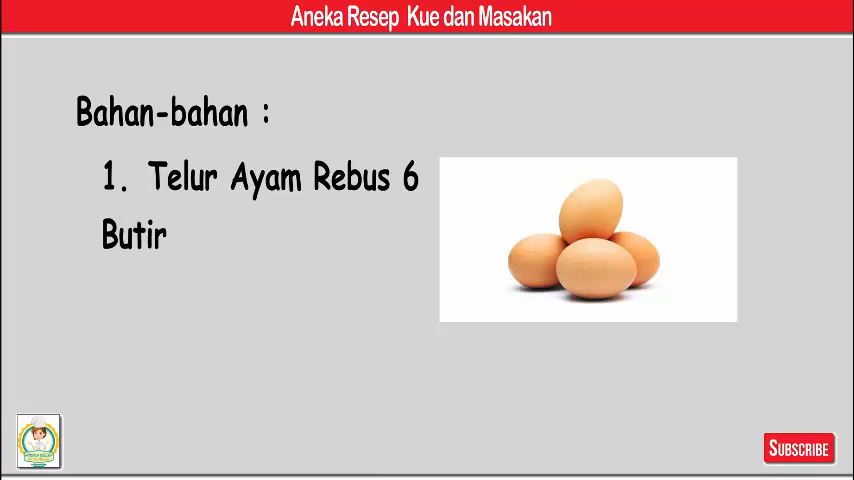 Aneka Resep Kue dan Masakan
Bahan-bahan :
1. Telur Ayam Rebus 6
Butir
SUBSCRIBE